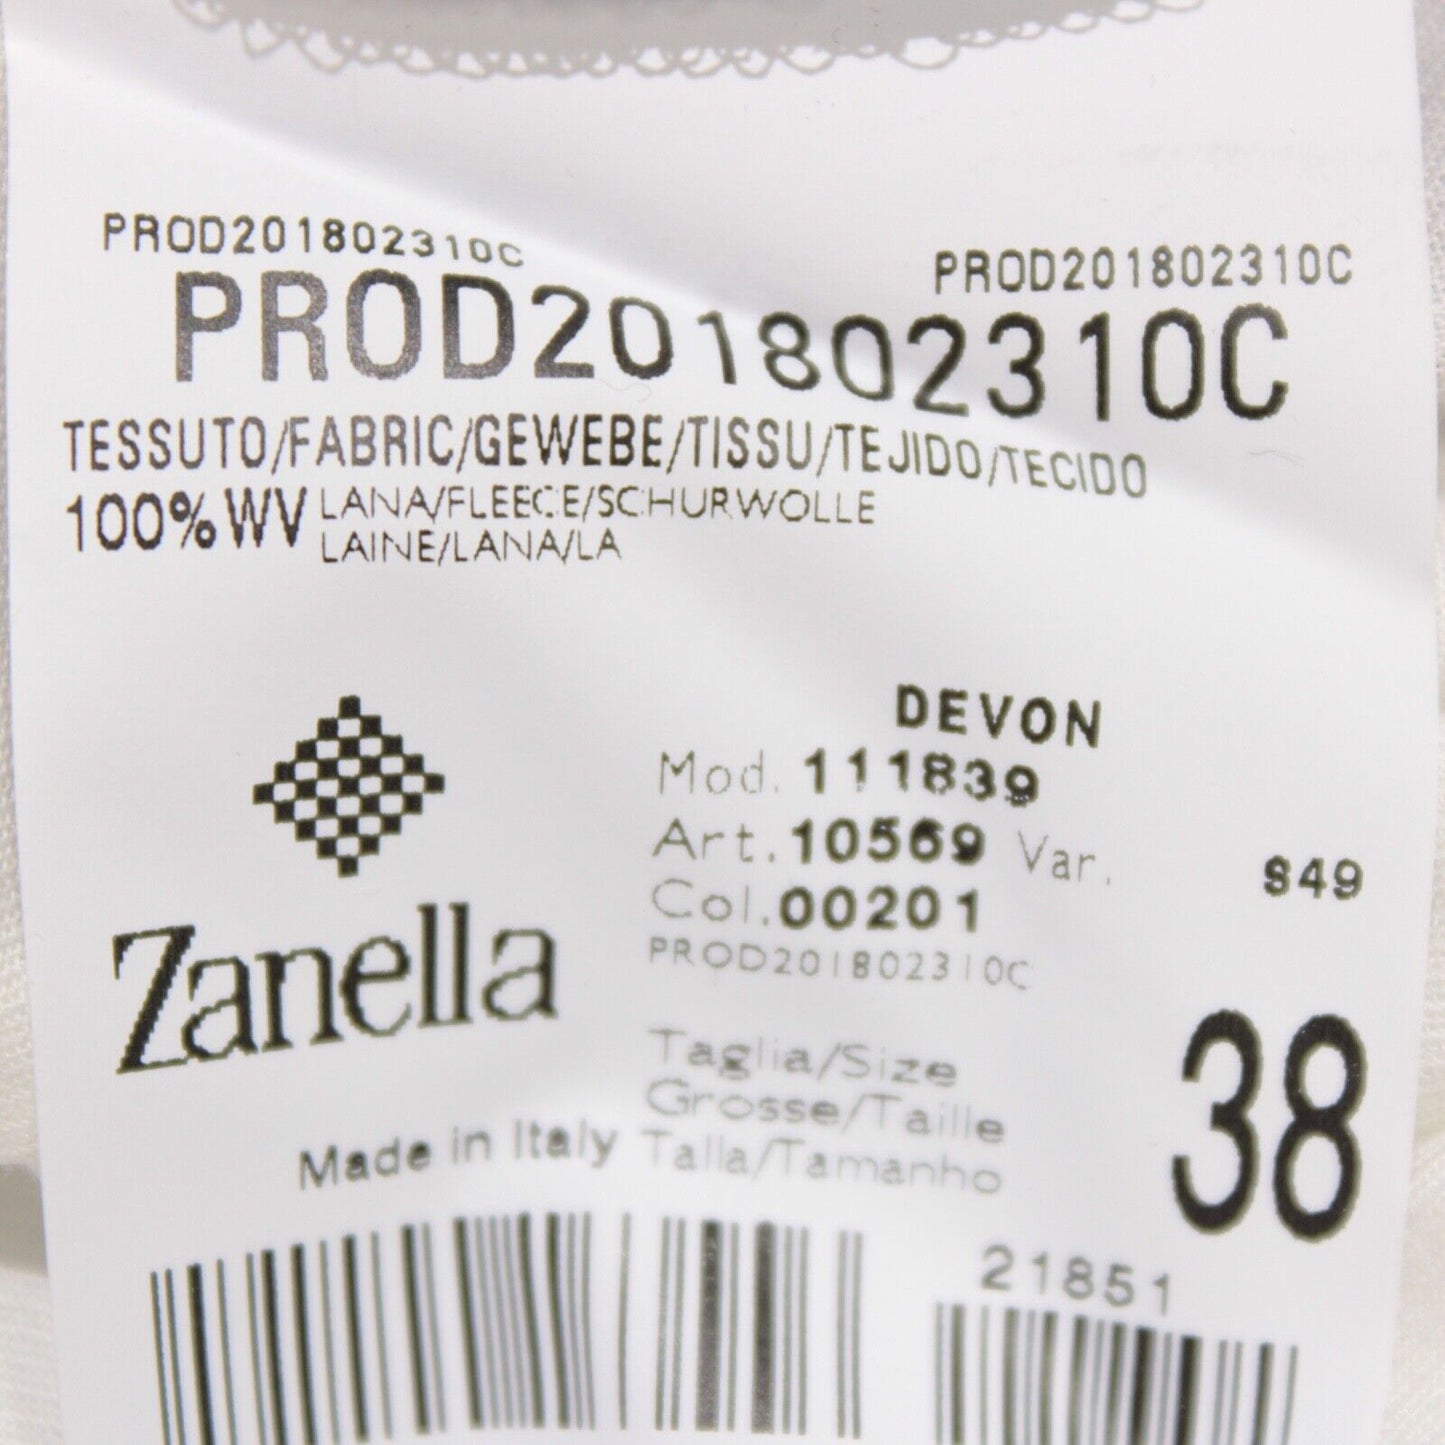 PROD201802310C
PROD201802310C
PROD201802310C
TESSUTO/FABRIC/GEWEBE/TISSU/TEJIDO/TECIDO
100%WV LANA/FLEECE/SCHURWOLLE
LAINE/LANA/LA
DEVON
Mod. 111839
Art. 10569 Var. S49
Col. 00201
PROD201802310C
Zanella
Taglia/Size
Grosse/Taille
Talla/Tamanho
38
Made in Italy
21851